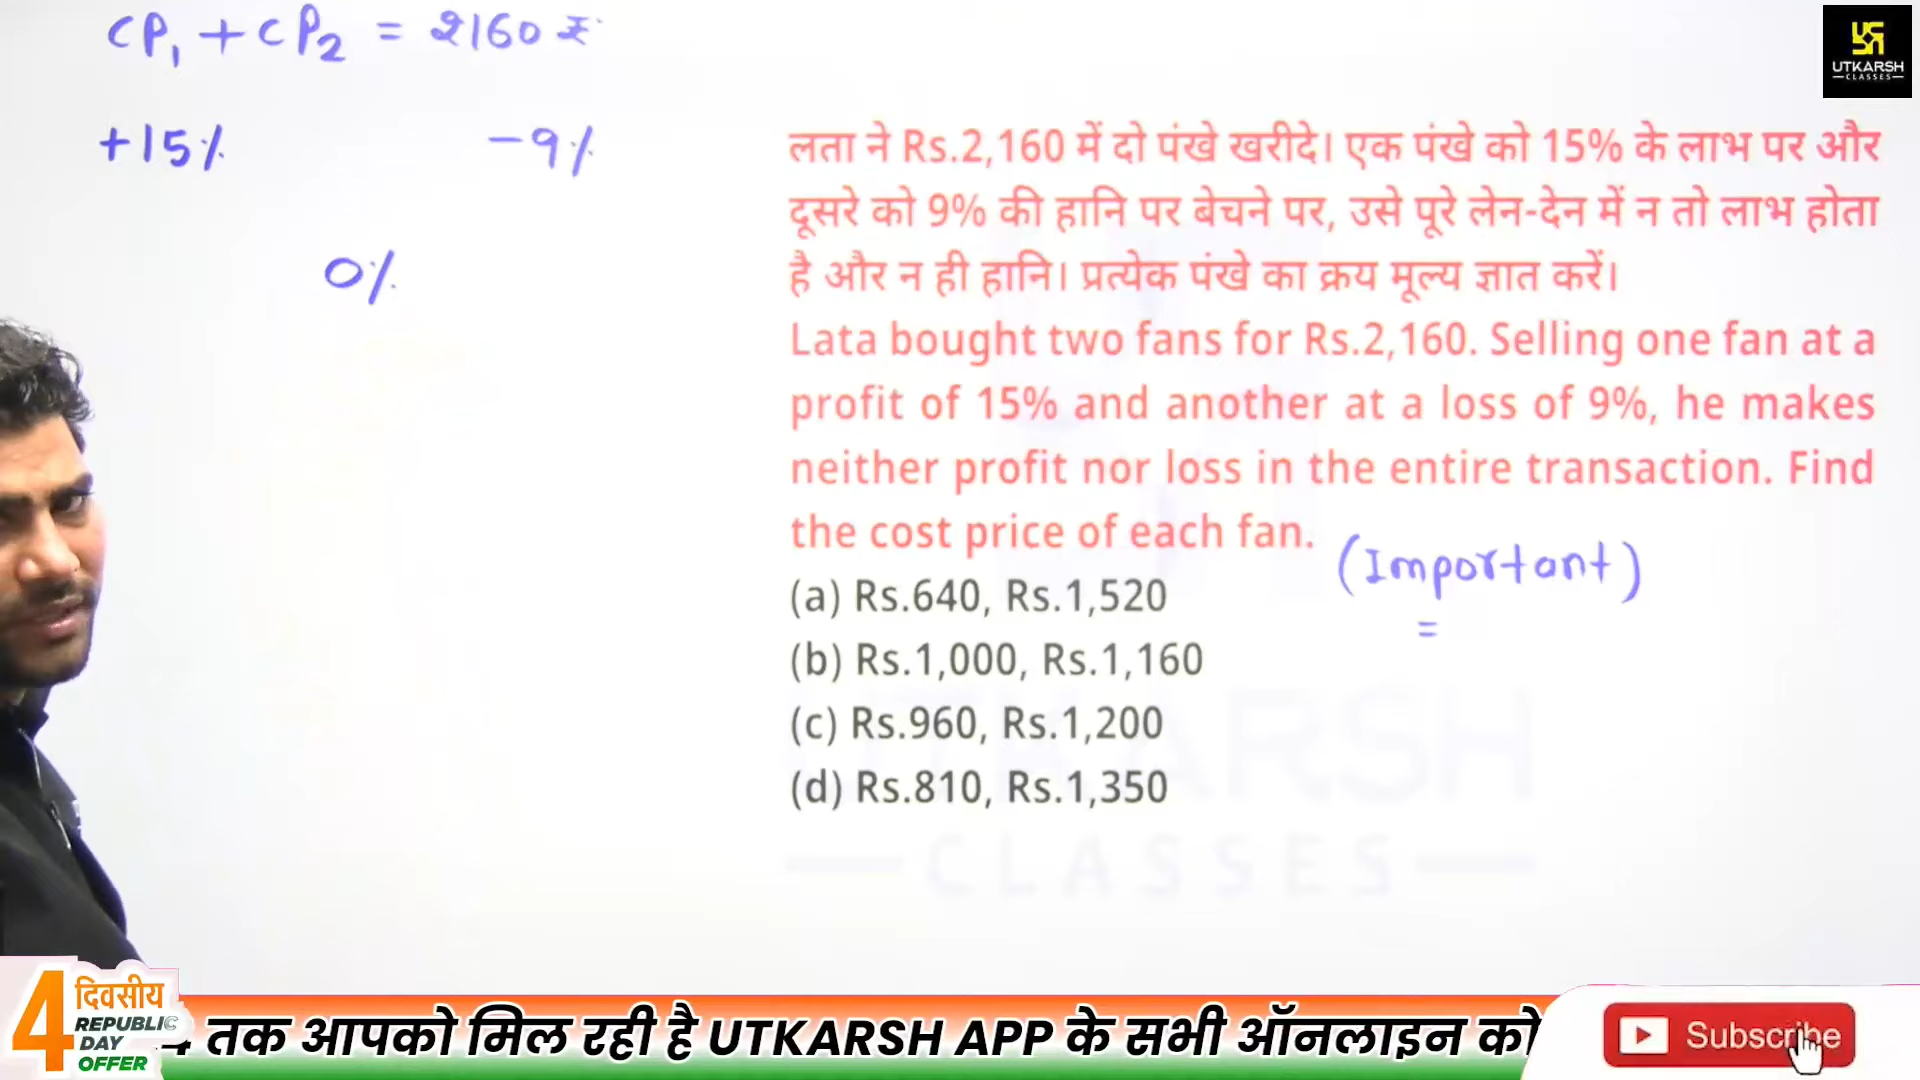 CP₁ + CP₂ = 2160 ₹
+15% -9%
0%
UTKARSH
CLASSES
लता ने Rs.2,160 में दो पंखे खरीदे। एक पंखे को 15% के लाभ पर और
दूसरे को 9% की हानि पर बेचने पर, उसे पूरे लेन-देन में न तो लाभ होता
है और न ही हानि। प्रत्येक पंखे का क्रय मूल्य ज्ञात करें।
Lata bought two fans for Rs.2,160. Selling one fan at a
profit of 15% and another at a loss of 9%, he makes
neither profit nor loss in the entire transaction. Find
the cost price of each fan.
(Important)
=
(a) Rs.640, Rs.1,520
(b) Rs.1,000, Rs.1,160
(c) Rs.960, Rs.1,200
(d) Rs.810, Rs.1,350
UTKARSH
CLASSES
4 दिवसीय
REPUBLIC
DAY
OFFER
तक आपको मिल रही है UTKARSH APP के सभी ऑनलाइन को
Subscribe